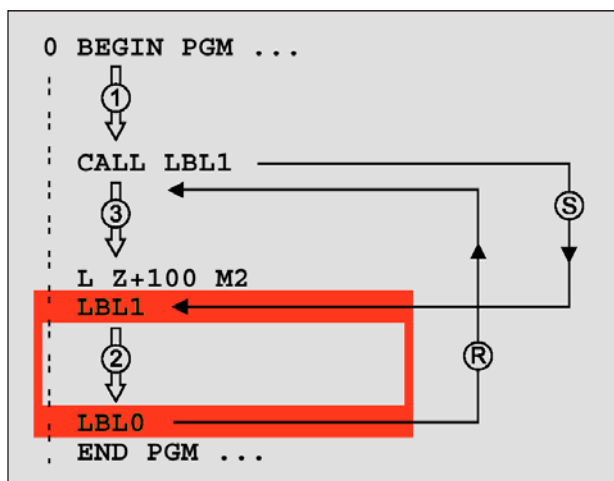 0 BEGIN PGM ...
1
CALL LBL1
S
3
L Z+100 M2
LBL1
2
R
LBL0
END PGM ...